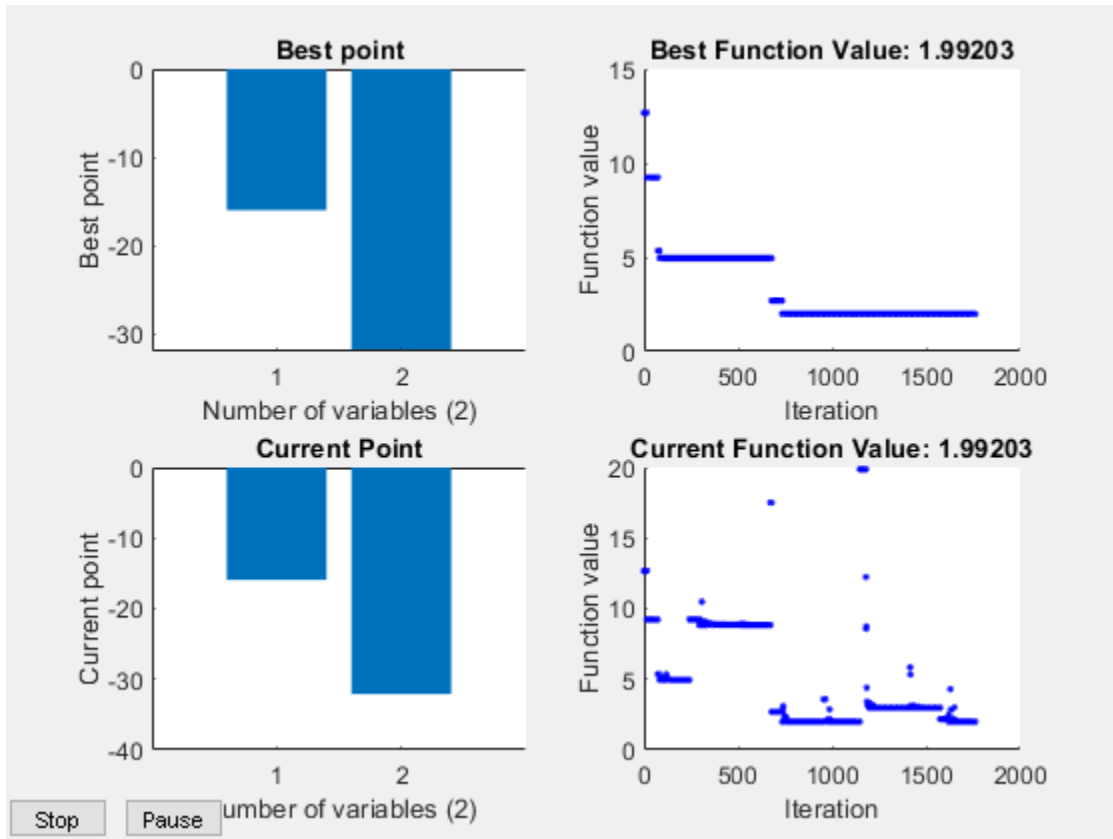 Best point
0
-10
-20
-30
Best point
1
2
Number of variables (2)
Best Function Value: 1.99203
15
10
5
0
Function value
0
500
1000
1500
2000
Iteration
Current Point
0
-10
-20
-30
-40
Current point
1
2
umber of variables (2)
Current Function Value: 1.99203
20
15
10
5
0
Function value
0
500
1000
1500
2000
Iteration
Stop
Pause